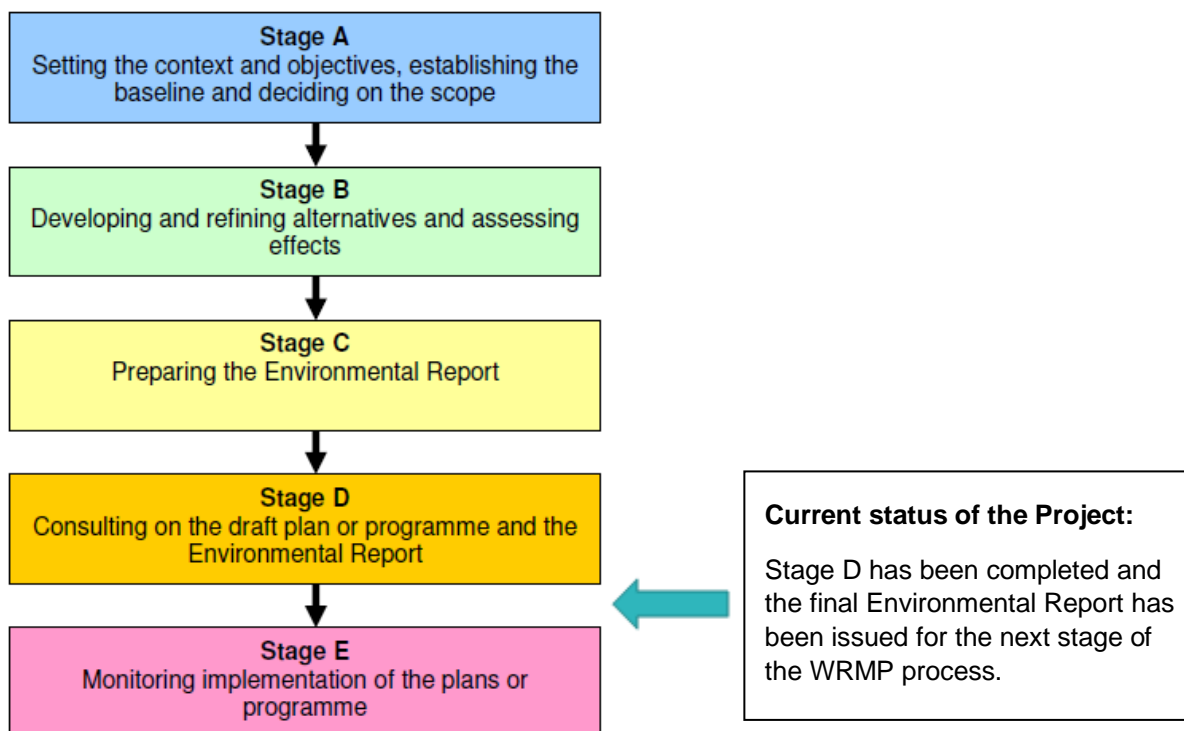 Stage A
Setting the context and objectives, establishing the
baseline and deciding on the scope
Stage B
Developing and refining alternatives and assessing
effects
Stage C
Preparing the Environmental Report
Stage D
Consulting on the draft plan or programme and the
Environmental Report
Stage E
Monitoring implementation of the plans or
programme
Current status of the Project:
Stage D has been completed and
the final Environmental Report has
been issued for the next stage of
the WRMP process.